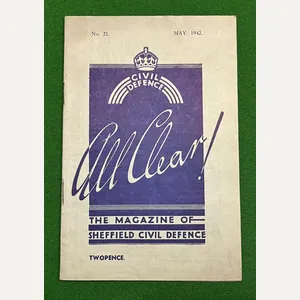 No. 21. MAY 1942.
CIVIL
DEFENCE
All Clear!
THE MAGAZINE OF
SHEFFIELD CIVIL DEFENCE
TWOPENCE.